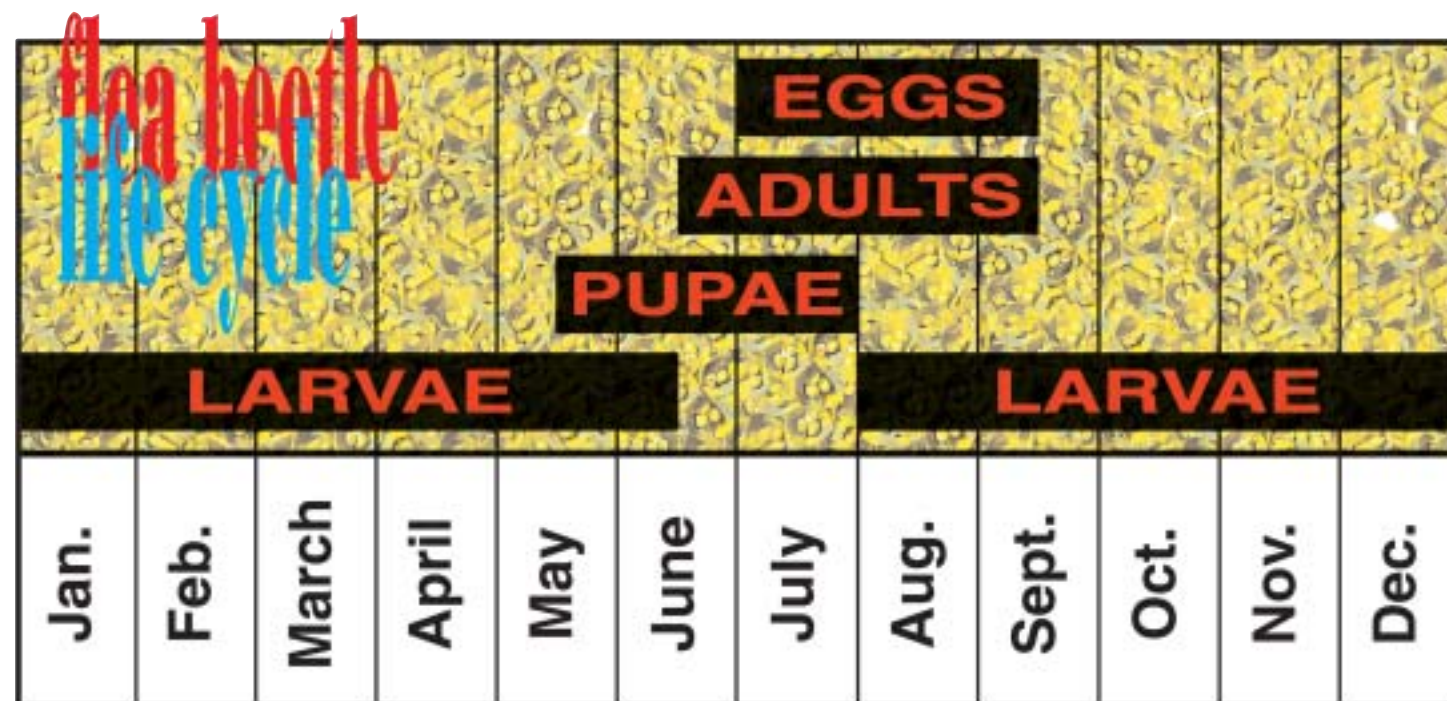 flea beetle
life cycle
EGGS
ADULTS
PUPAE
LARVAE LARVAE
Jan. Feb. March April May June July Aug. Sept. Oct. Nov. Dec.